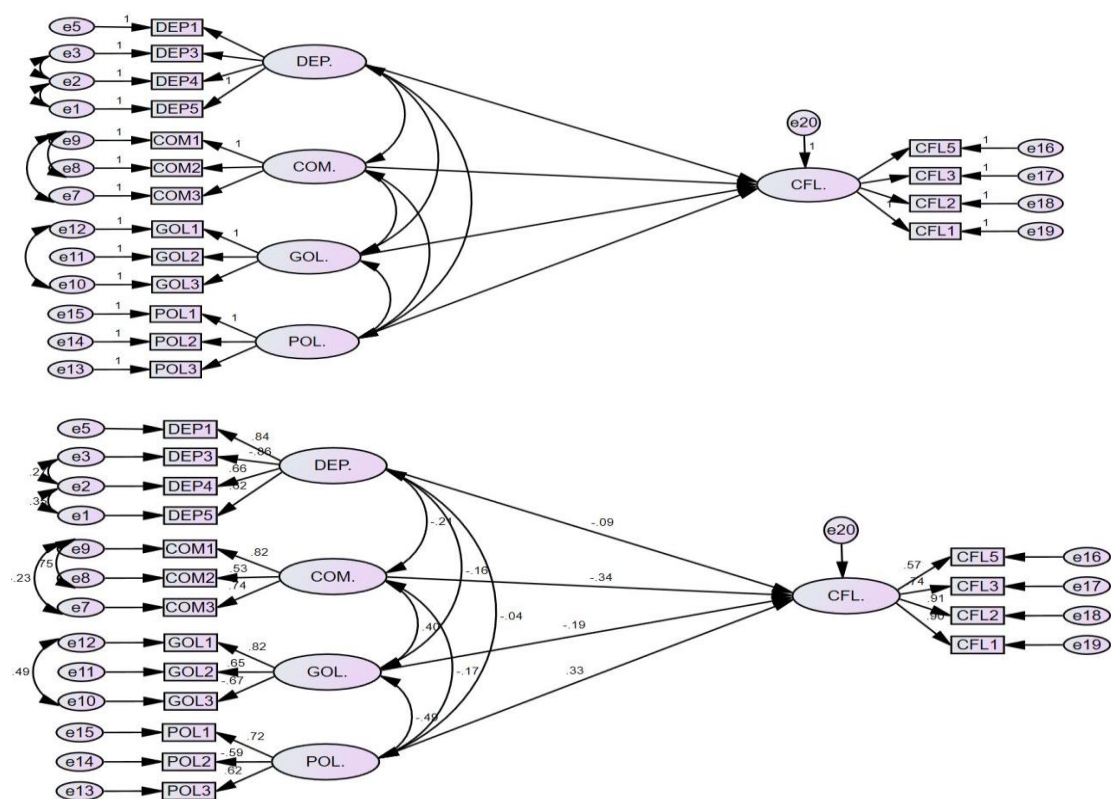 e5 1 DEP1
e3 1 DEP3
e2 1 DEP4
e1 1 DEP5
1
DEP.
e9 1 COM1
e8 1 COM2
e7 1 COM3
1
COM.
e12 1 GOL1
e11 1 GOL2
e10 1 GOL3
1
GOL.
e15 1 POL1
e14 1 POL2
e13 1 POL3
1
POL.
e20
1
CFL.
CFL5 1 e16
CFL3 1 e17
CFL2 1 e18
CFL1 1 e19
1
e5 DEP1 .84
e3 DEP3 -.86
e2 DEP4 .66
e1 DEP5 .62
DEP.
e9 COM1 .82
e8 COM2 .53
e7 COM3 .74
.75
COM.
e12 GOL1 .82
e11 GOL2 .65
e10 GOL3
.49
GOL.
e15 POL1 .72
e14 POL2 -.59
e13 POL3 .62
POL.
-.21
-.16
-.04
.40
-.17
-.49
-.09
-.34
-.19
.33
e20
CFL.
.57 CFL5 e16
.74 CFL3 e17
.91 CFL2 e18
.90 CFL1 e19